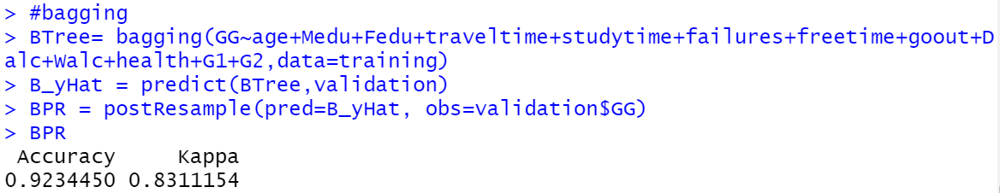 > #bagging
> BTree= bagging(GG~age+Medu+Fedu+traveltime+studytime+failures+freetime+goout+D
alc+Walc+health+G1+G2,data=training)
> B_yHat = predict(BTree,validation)
> BPR = postResample(pred=B_yHat, obs=validation$GG)
> BPR
 Accuracy     Kappa
0.9234450 0.8311154